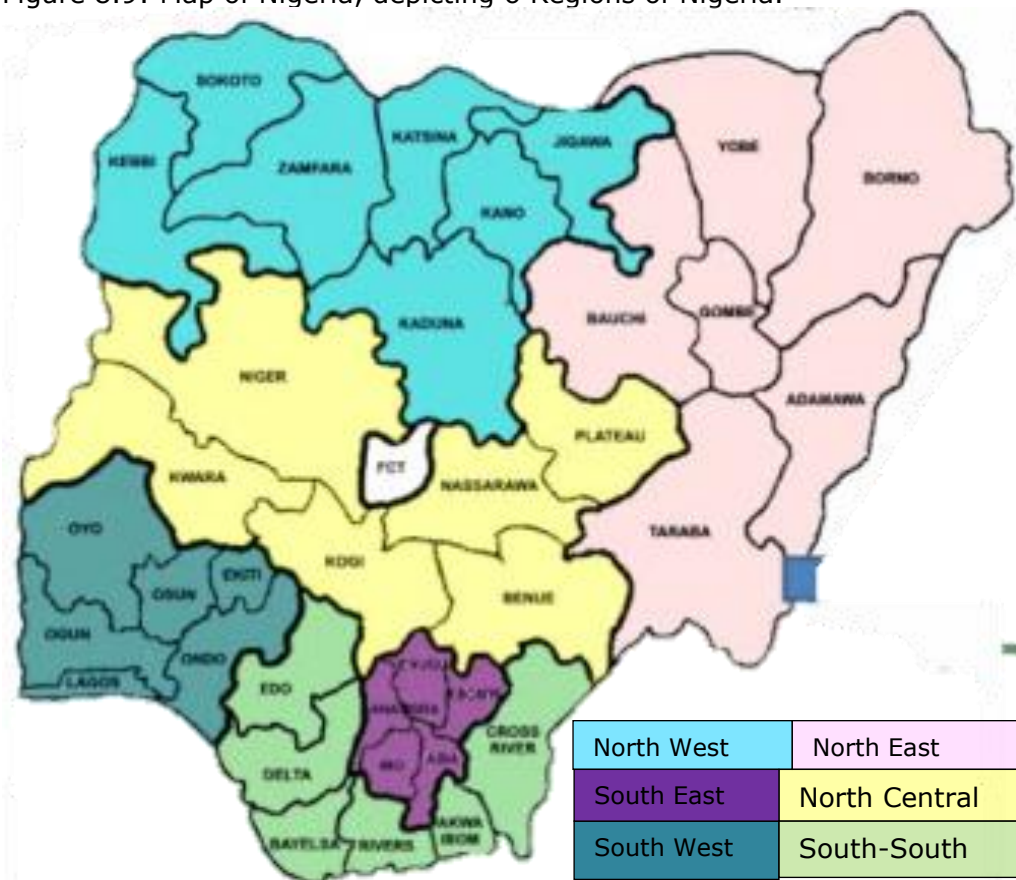 Figure Map of Nigeria, depicting 6 Regions of Nigeria.
SOKOTO
KATSINA
JIGAWA
YOBE
KEBBI
ZAMFARA
BORNO
KANO
BAUCHI
GOMBE
KADUNA
NIGER
ADAMAWA
PLATEAU
FCT
KWARA
NASSARAWA
OYO
TARABA
KOGI
OSUN
EKITI
BENUE
OGUN
ONDO
LAGOS
EDO
ANAMBRA
CROSS
RIVER
IMO
ABIA
DELTA
AKWA
IBOM
BAYELSA
RIVERS
North West
North East
South East
North Central
South West
South-South